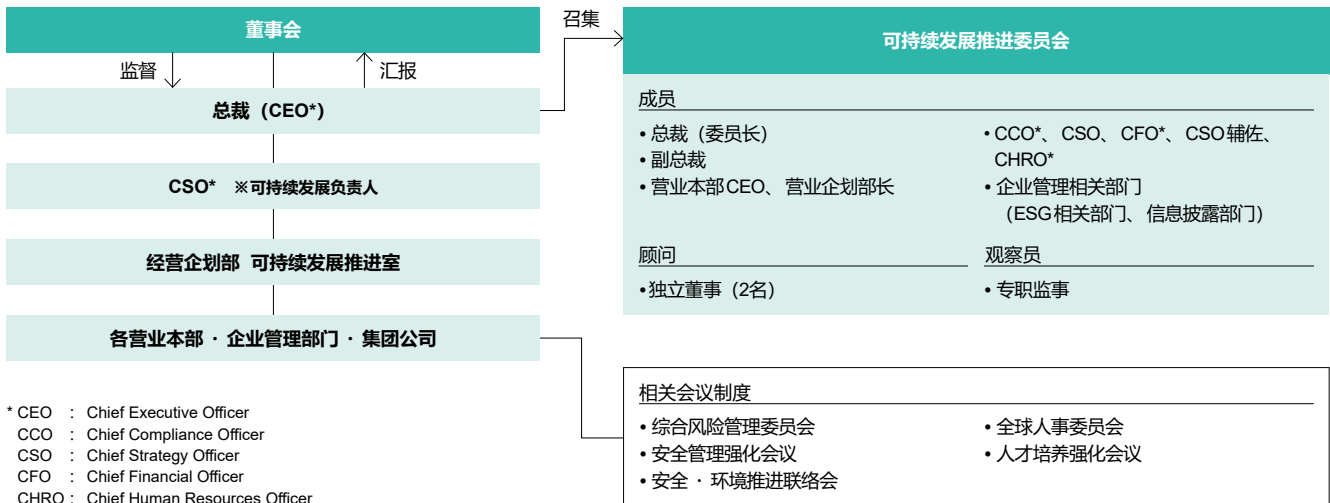 董事会
监督
汇报
总裁（CEO*）
CSO* ※可持续发展负责人
经营企划部 可持续发展推进室
各营业本部 · 企业管理部门 · 集团公司
* CEO : Chief Executive Officer
CCO : Chief Compliance Officer
CSO : Chief Strategy Officer
CFO : Chief Financial Officer
CHRO : Chief Human Resources Officer
召集
可持续发展推进委员会
成员
• 总裁（委员长）
• 副总裁
• 营业本部CEO、营业企划部长
• CCO*、CSO、CFO*、CSO辅佐、
CHRO*
• 企业管理相关部门
（ESG相关部门、信息披露部门）
顾问
•独立董事（2名）
观察员
• 专职监事
相关会议制度
• 综合风险管理委员会
• 安全管理强化会议
• 安全 · 环境推进联络会
• 全球人事委员会
• 人才培养强化会议